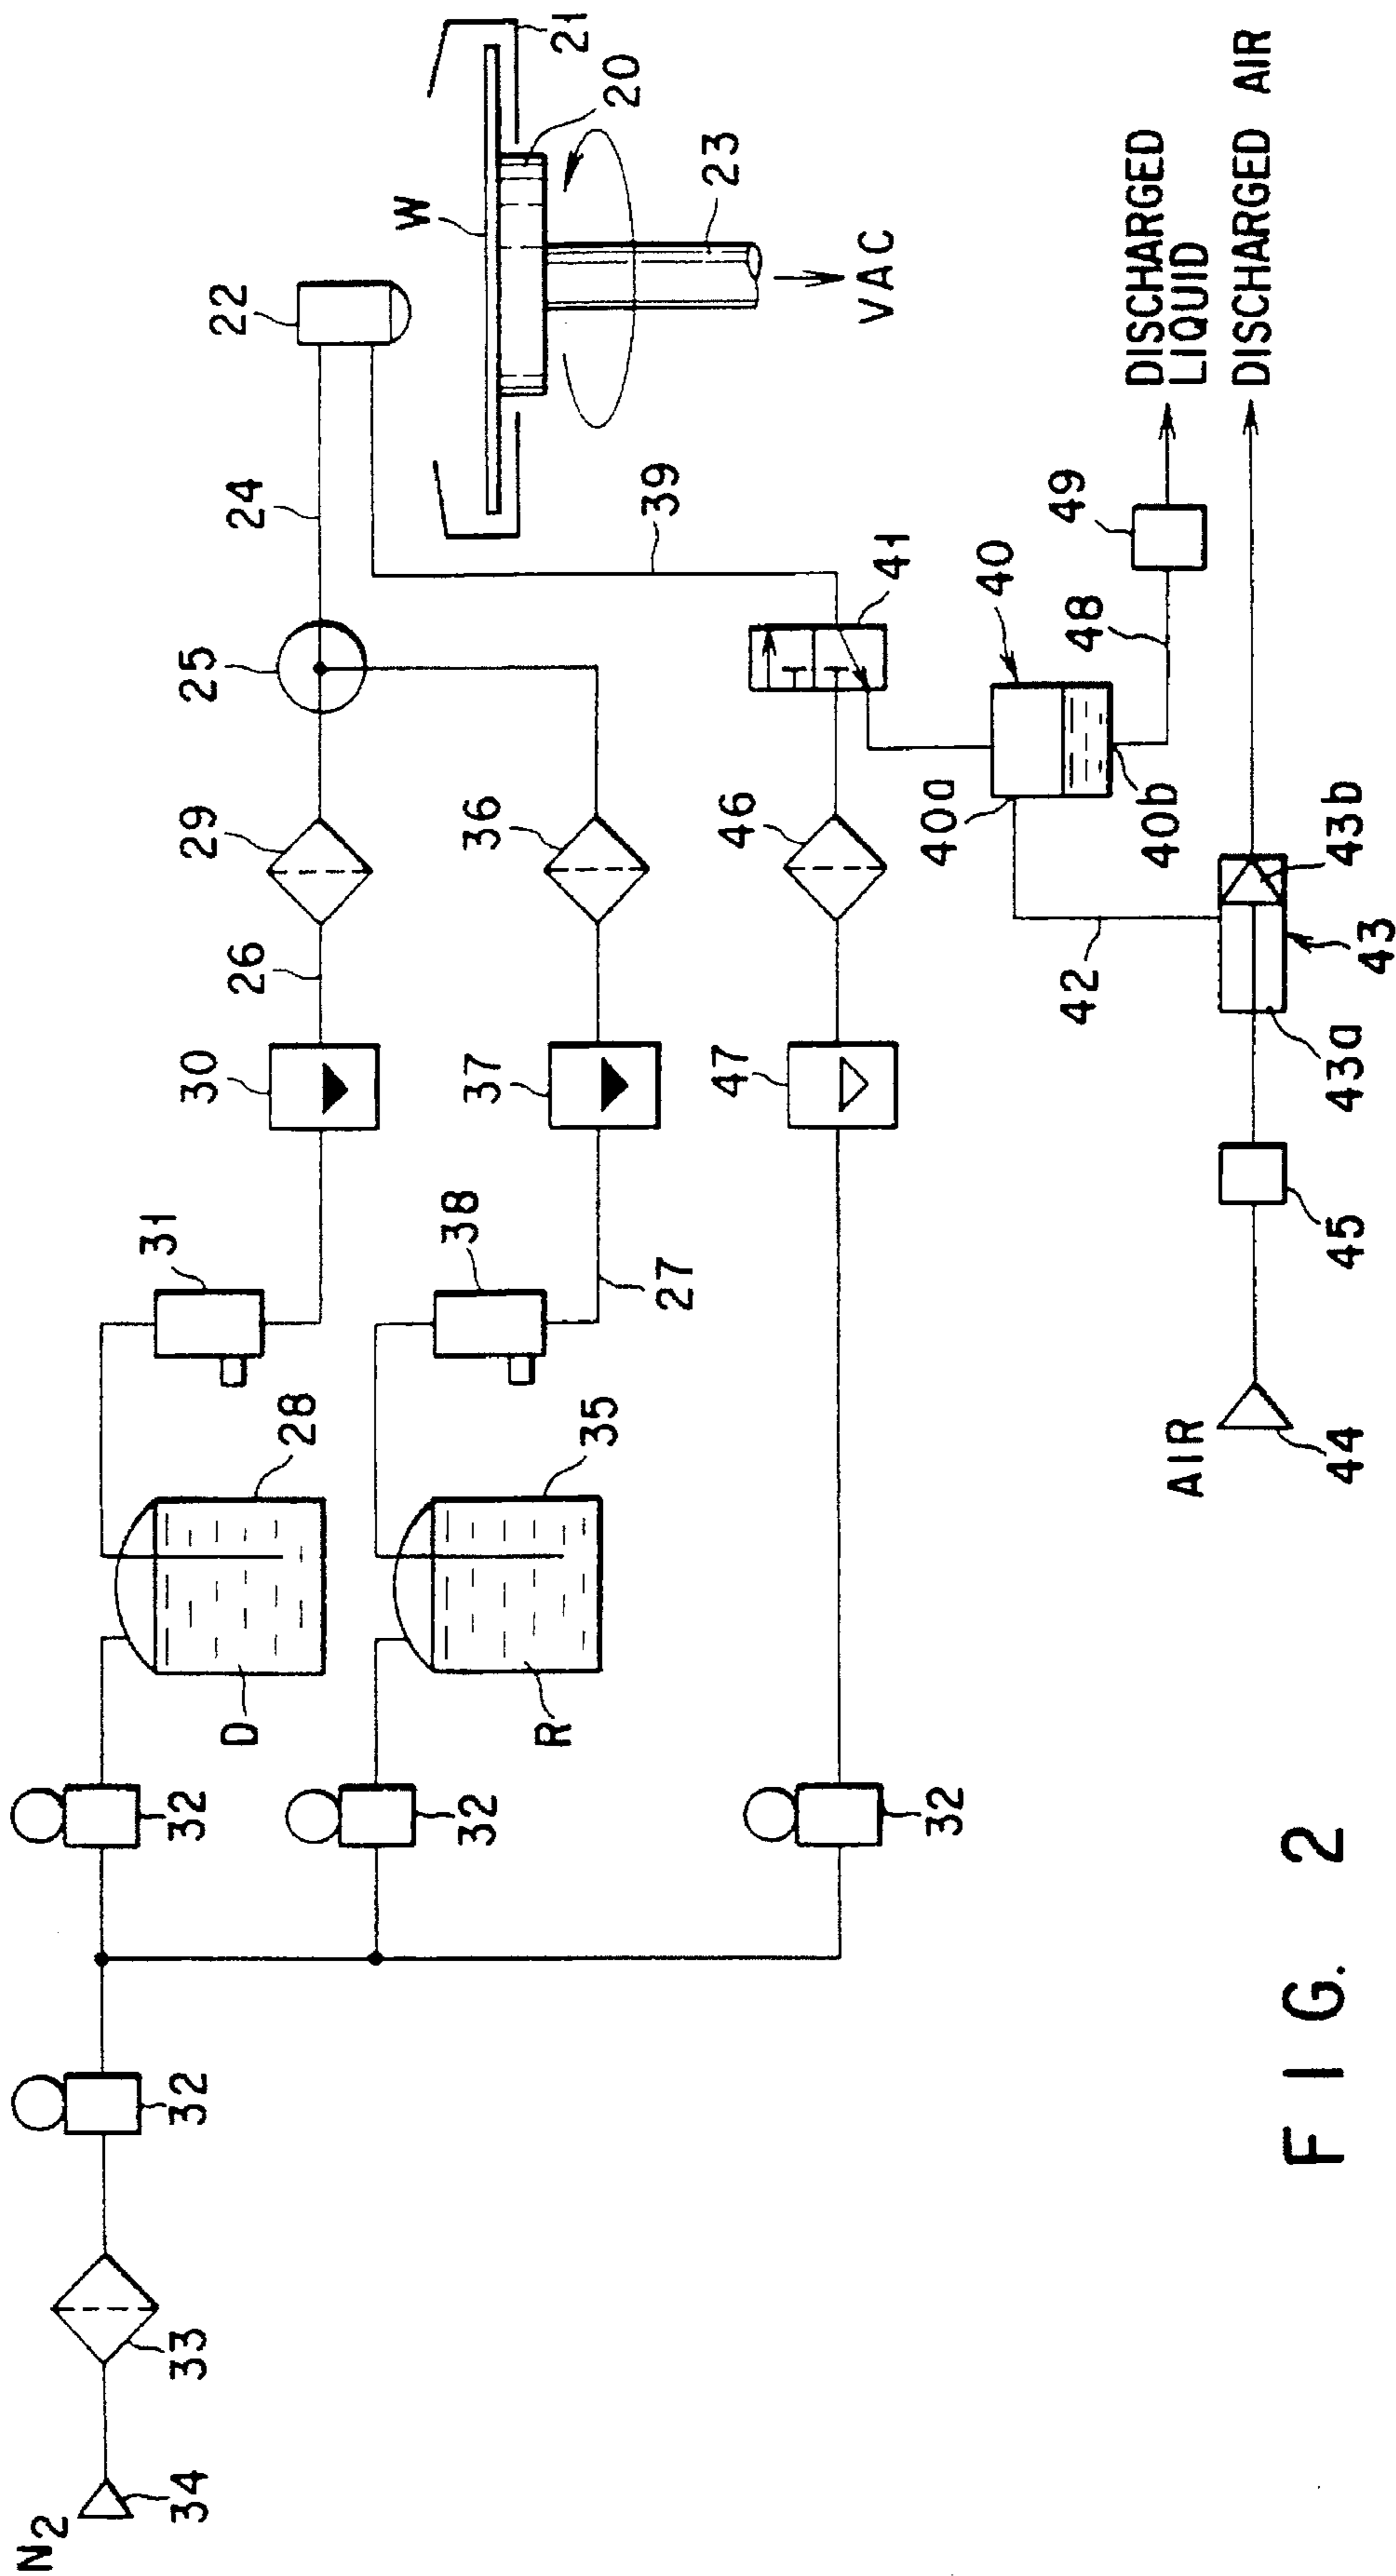 N2
34
33
32
32
32
32
D
28
31
30
26
29
25
24
22
W
21
20
23
VAC
R
35
38
27
37
36
39
47
46
41
40
40a
40b
48
49
DISCHARGED
LIQUID
DISCHARGED AIR
42
43
43a
43b
AIR
44
45
FIG. 2